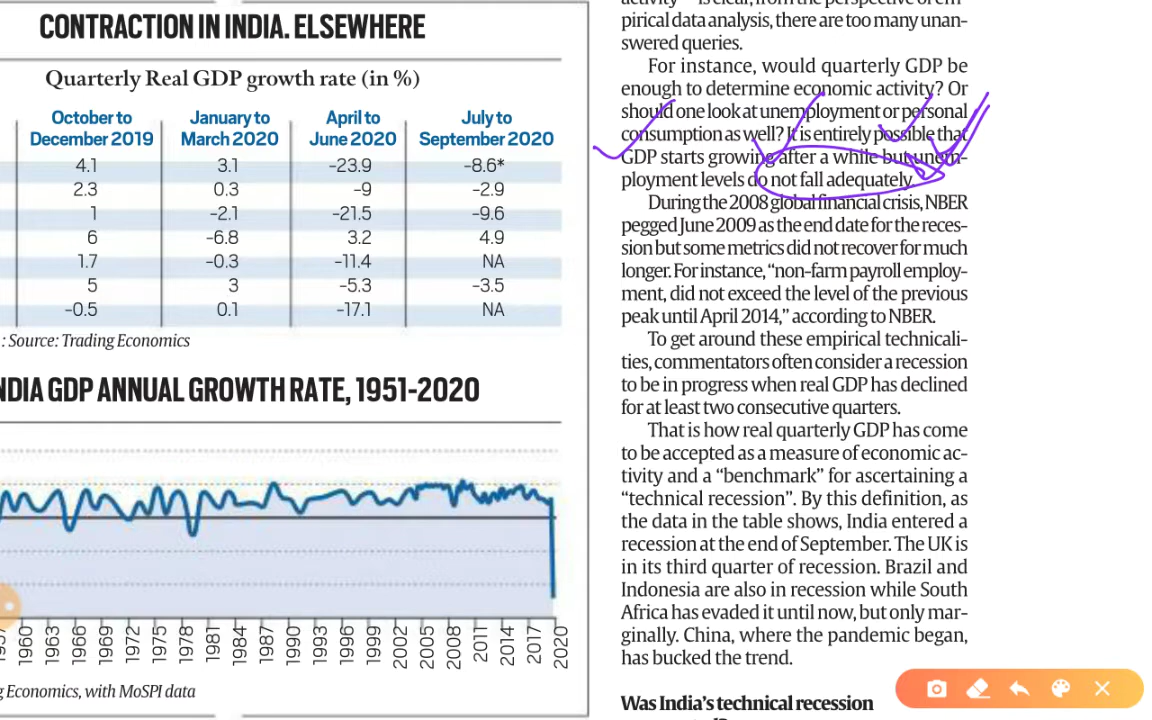 CONTRACTION IN INDIA. ELSEWHERE
Quarterly Real GDP growth rate (in %)
October to December 2019 January to March 2020 April to June 2020 July to September 2020
4.1 3.1 -23.9 -8.6*
2.3 0.3 -9 -2.9
1 -2.1 -21.5 -9.6
6 -6.8 3.2 4.9
1.7 -0.3 -11.4 NA
5 3 -5.3 -3.5
-0.5 0.1 -17.1 NA
: Source: Trading Economics
NDIA GDP ANNUAL GROWTH RATE, 1951-2020
1960 1963 1966 1969 1972 1975 1978 1981 1984 1987 1990 1993 1996 1999 2002 2005 2008 2011 2014 2017 2020
g Economics, with MoSPI data
pirical data analysis, there are too many unan-
swered queries.
For instance, would quarterly GDP be
enough to determine economic activity? Or
should one look at unemployment or personal
consumption as well? It is entirely possible that
GDP starts growing after a while but unem-
ployment levels do not fall adequately.
During the 2008 global financial crisis, NBER
pegged June 2009 as the end date for the reces-
sion but some metrics did not recover for much
longer. For instance, “non-farm payroll employ-
ment, did not exceed the level of the previous
peak until April 2014,” according to NBER.
To get around these empirical technicali-
ties, commentators often consider a recession
to be in progress when real GDP has declined
for at least two consecutive quarters.
That is how real quarterly GDP has come
to be accepted as a measure of economic ac-
tivity and a “benchmark” for ascertaining a
“technical recession”. By this definition, as
the data in the table shows, India entered a
recession at the end of September. The UK is
in its third quarter of recession. Brazil and
Indonesia are also in recession while South
Africa has evaded it until now, but only mar-
ginally. China, where the pandemic began,
has bucked the trend.
Was India’s technical recession